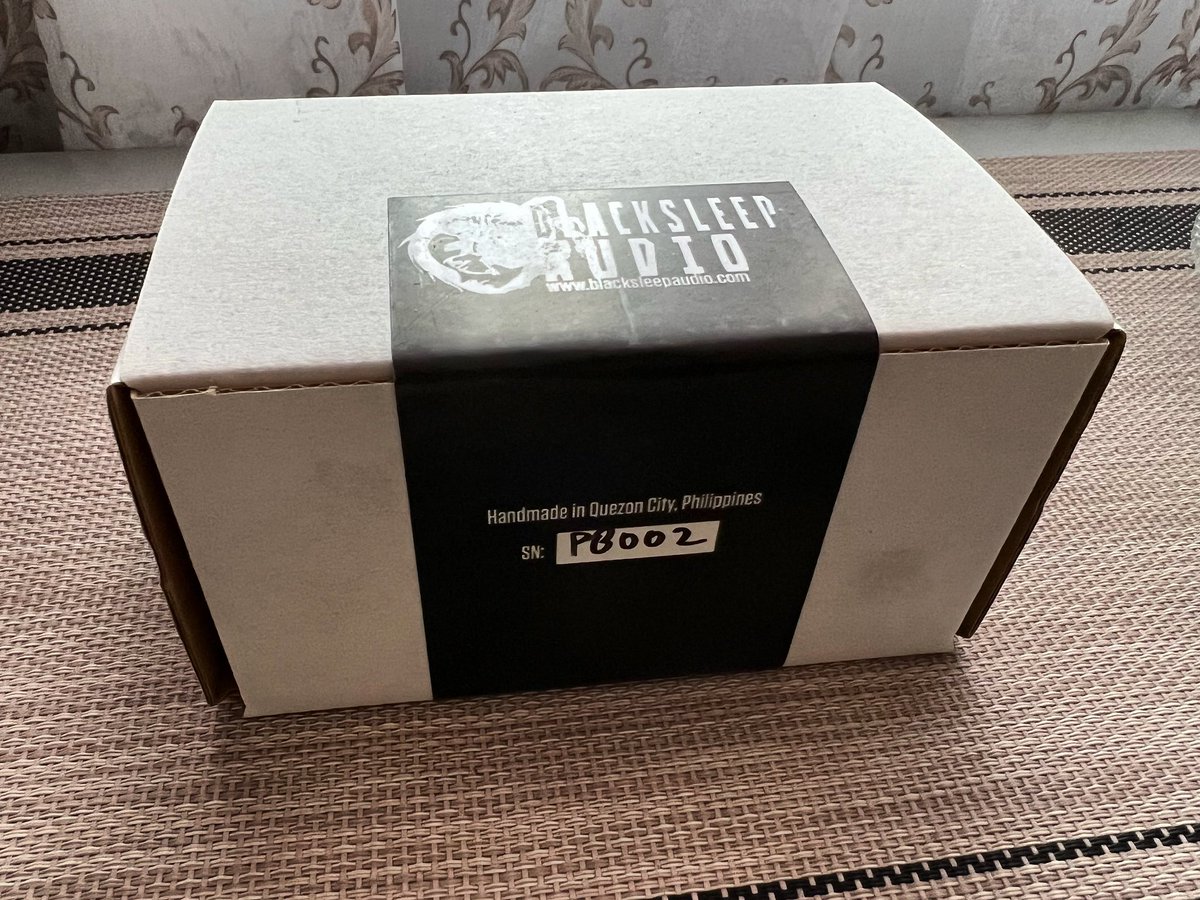 BLACKSLEEP
AUDIO
www.blacksleepaudio.com
Handmade in Quezon City, Philippines
SN: PB002